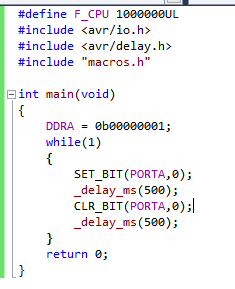 #define F_CPU 1000000UL
#include <avr/io.h>
#include <avr/delay.h>
#include "macros.h"
int main(void)
{
DDRA = 0b00000001;
while(1)
{
SET_BIT(PORTA,0);
_delay_ms(500);
CLR_BIT(PORTA,0);
_delay_ms(500);
}
return 0;
}